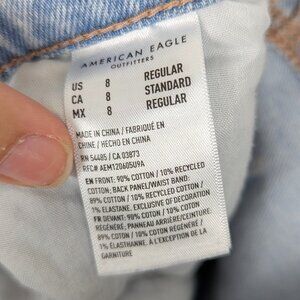 AMERICAN EAGLE
OUTFITTERS
US 8 REGULAR
CA 8 STANDARD
MX 8 REGULAR
MADE IN CHINA / FABRIQUÉ EN
CHINE / HECHO EN CHINA
RN 54485 / CA 03873
RFC# AEM120605U9A
EN FRONT: 90% COTTON / 10% RECYCLED
COTTON; BACK PANEL/WAIST BAND:
89% COTTON / 10% RECYCLED COTTON /
1% ELASTANE. EXCLUSIVE OF DECORATION
FR DEVANT: 90% COTON / 10% COTON
RÉGÉNÉRÉ; PANNEAU ARRIÈRE/CEINTURE:
89% COTON / 10% COTON RÉGÉNÉRÉ /
1% ÉLASTHANNE. À L'EXCEPTION DE LA
GARNITURE